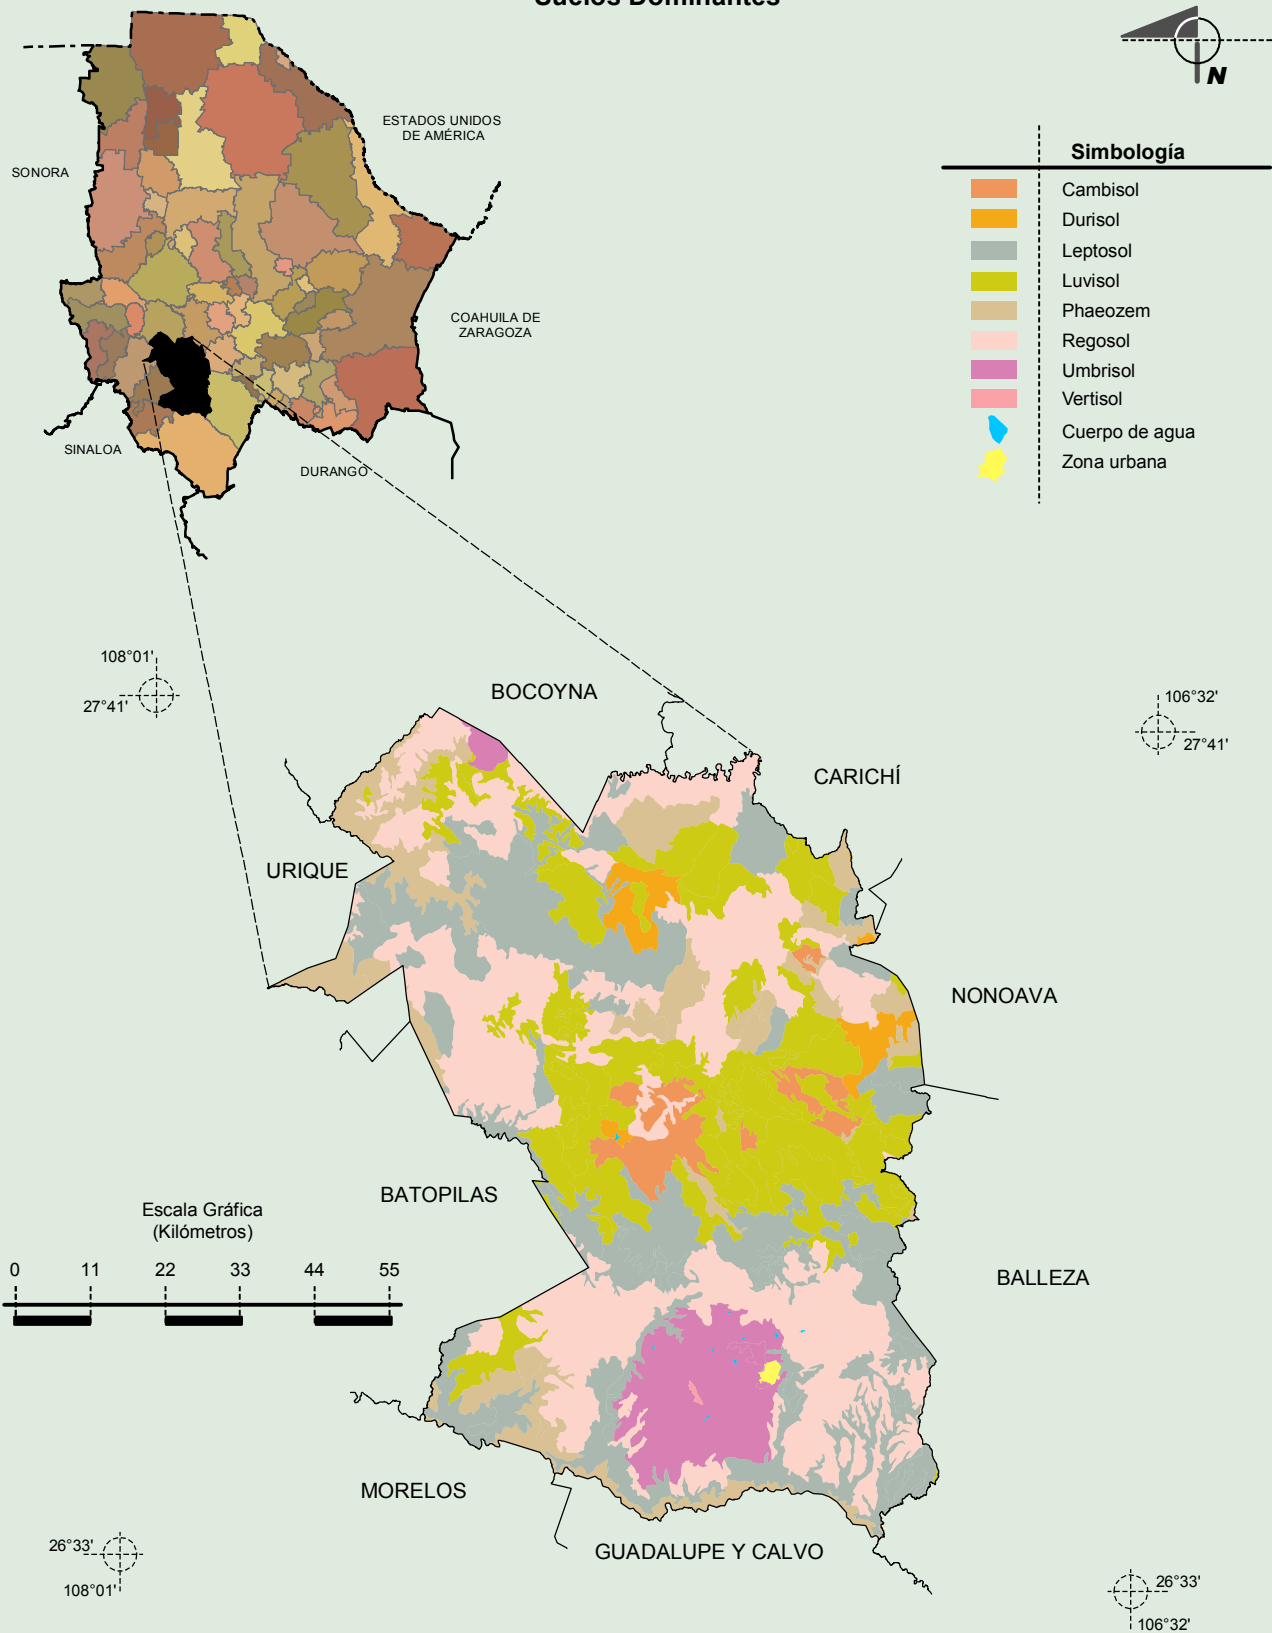 Suelos Dominantes
N
ESTADOS UNIDOS
DE AMÉRICA
SONORA
COAHUILA DE
ZARAGOZA
SINALOA
DURANGO
Simbología
Cambisol
Durisol
Leptosol
Luvisol
Phaeozem
Regosol
Umbrisol
Vertisol
Cuerpo de agua
Zona urbana
108°01'
27°41'
106°32'
27°41'
BOCOYNA
CARICHÍ
URIQUE
NONOAVA
BATOPILAS
BALLEZA
Escala Gráfica
(Kilómetros)
0 11 22 33 44 55
MORELOS
GUADALUPE Y CALVO
26°33'
108°01'
26°33'
106°32'